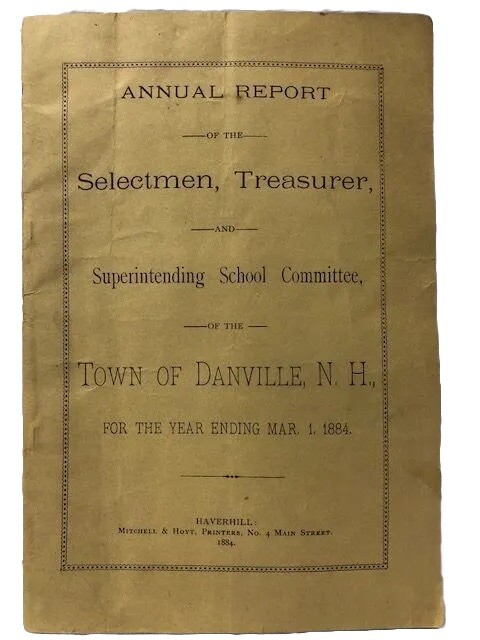 ANNUAL REPORT
OF THE
Selectmen, Treasurer,
AND
Superintending School Committee,
OF THE
TOWN OF DANVILLE, N. H.,
FOR THE YEAR ENDING MAR. 1, 1884.
HAVERHILL:
MITCHELL & HOYT, PRINTERS, NO. 4 MAIN STREET.
1884.